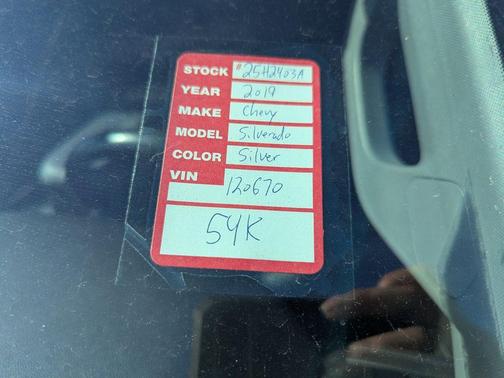 STOCK #25H2403A
YEAR 2019
MAKE Chevy
MODEL Silverado
COLOR Silver
VIN 120670
54K